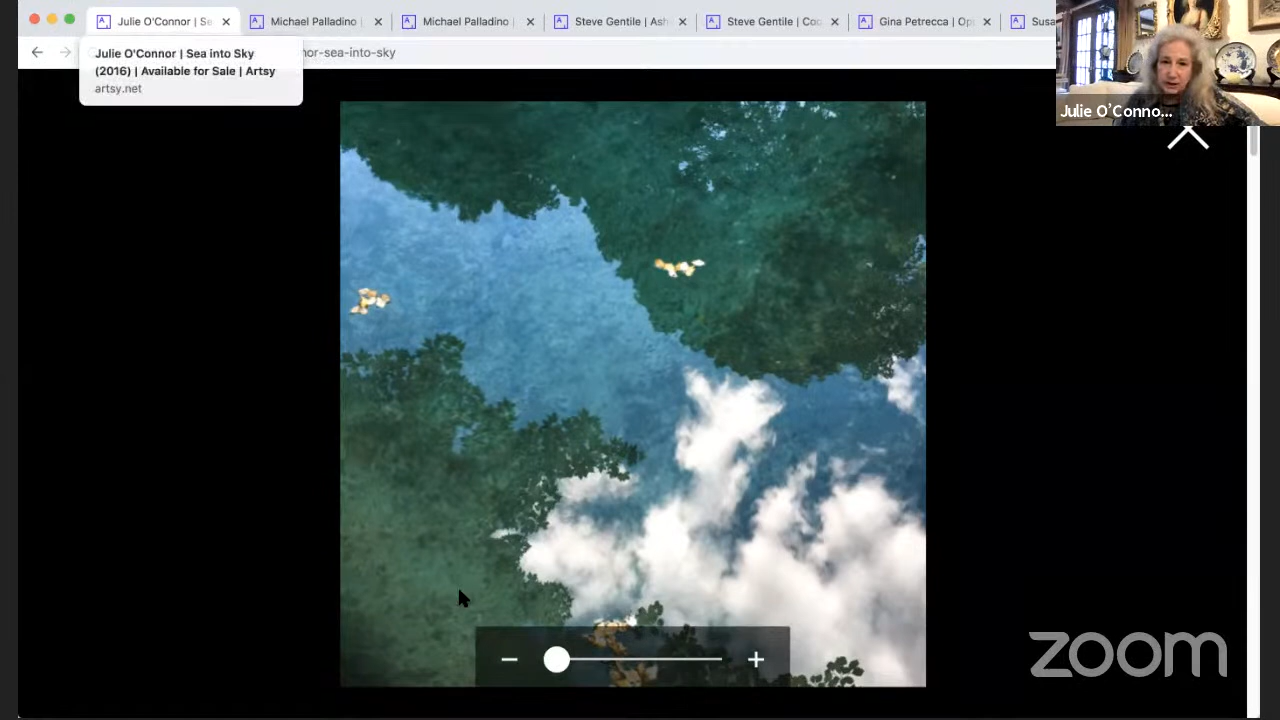 Julie O'Connor | Se
Michael Palladino
Michael Palladino
Steve Gentile | Ash
Steve Gentile |
Gina Petrecca | Op
Susa
Julie O'Connor | Sea into Sky
(2016) | Available for Sale | Artsy
artsy.net
nor-sea-into-sky
Julie O'Conno...
zoom